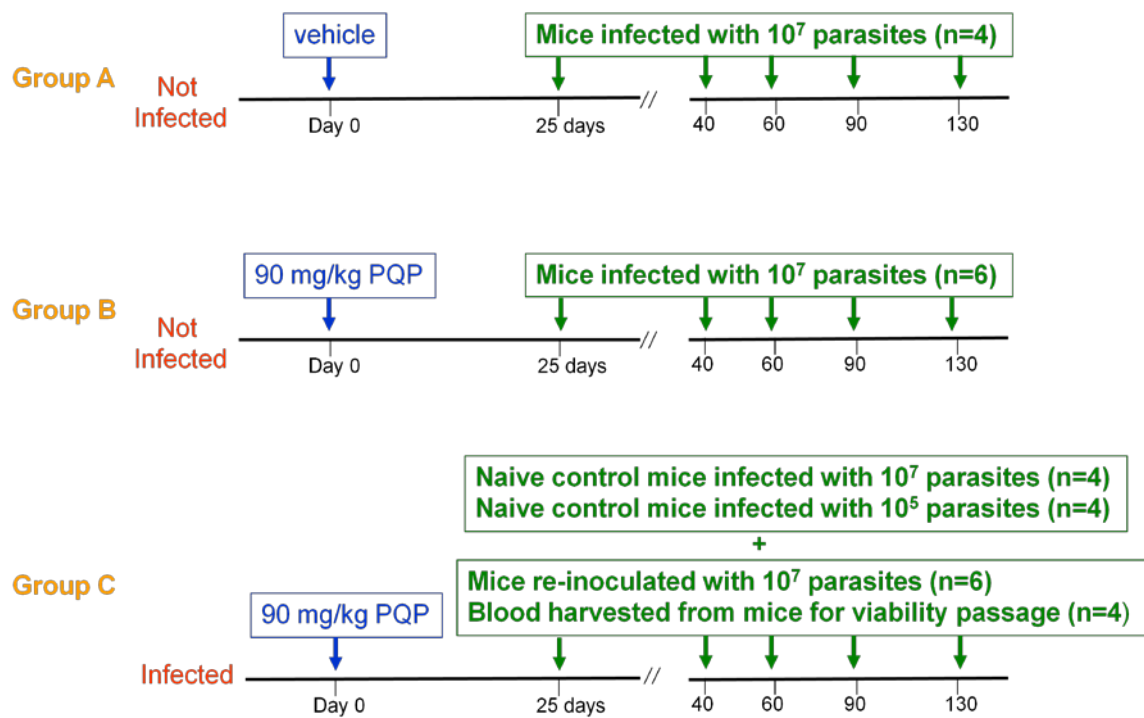 vehicle
Mice infected with 10⁷ parasites (n=4)
Group A
Not
Infected
Day 0
25 days
//
40
60
90
130
90 mg/kg PQP
Mice infected with 10⁷ parasites (n=6)
Group B
Not
Infected
Day 0
25 days
//
40
60
90
130
Naive control mice infected with 10⁷ parasites (n=4)
Naive control mice infected with 10⁵ parasites (n=4)
+
Group C
Mice re-inoculated with 10⁷ parasites (n=6)
Blood harvested from mice for viability passage (n=4)
90 mg/kg PQP
Infected
Day 0
25 days
//
40
60
90
130